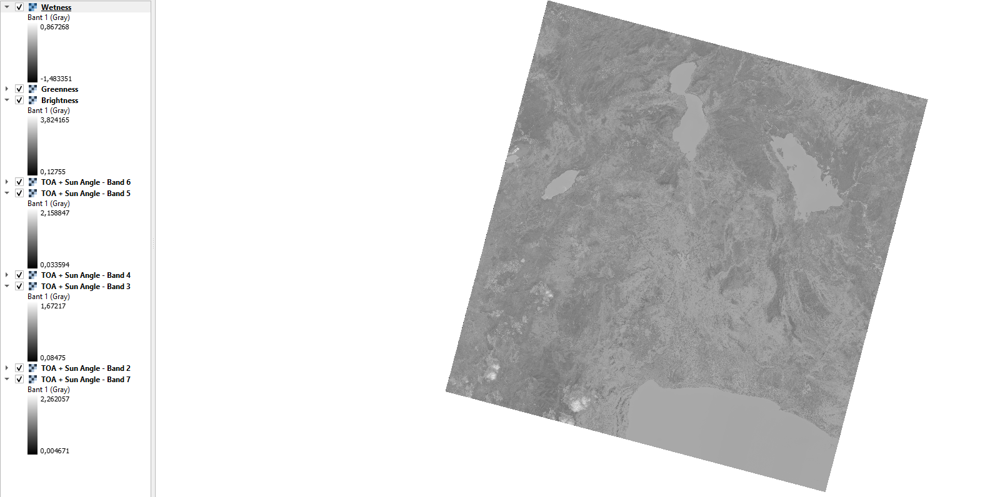 Wetness
Bant 1 (Gray)
0,867268
-1,483351
Greenness
Brightness
Bant 1 (Gray)
3,824165
0,12755
TOA + Sun Angle - Band 6
TOA + Sun Angle - Band 5
Bant 1 (Gray)
2,158847
0,033594
TOA + Sun Angle - Band 4
TOA + Sun Angle - Band 3
Bant 1 (Gray)
1,67217
0,08475
TOA + Sun Angle - Band 2
TOA + Sun Angle - Band 7
Bant 1 (Gray)
2,262057
0,004671